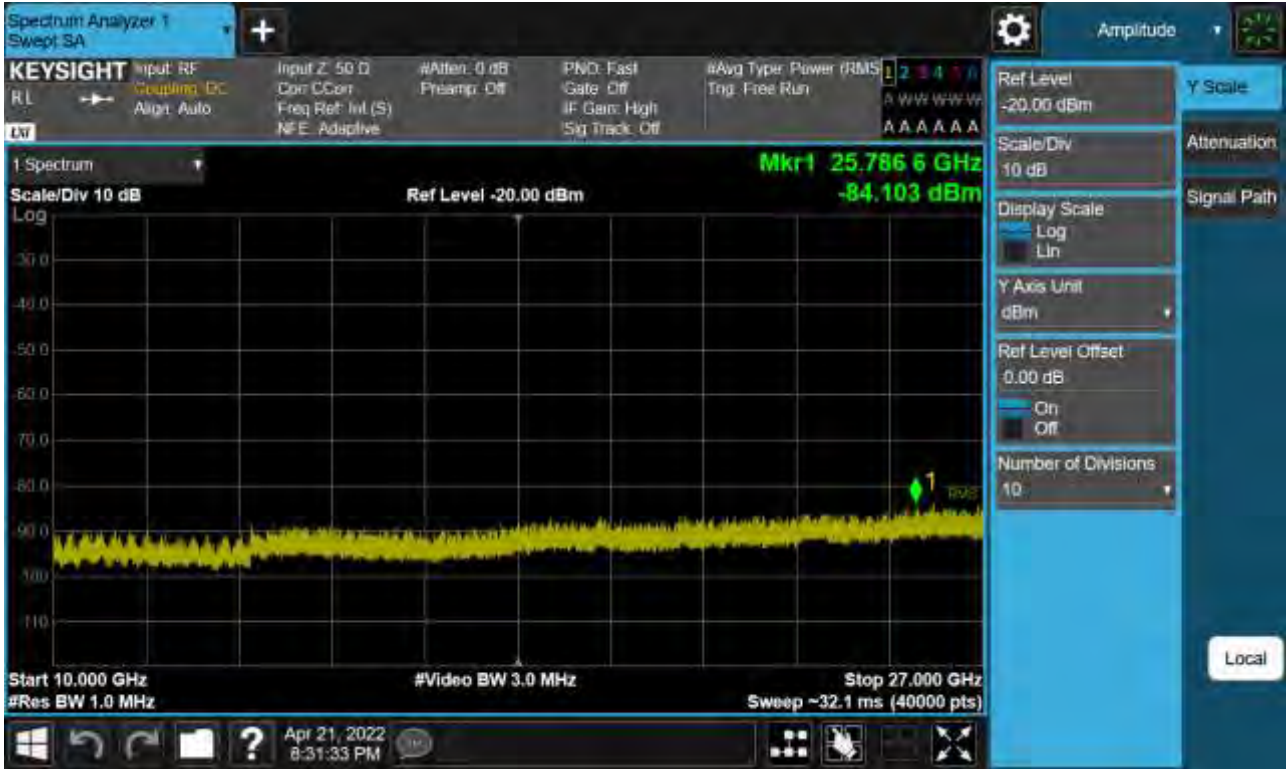 Spectrum Analyzer 1
Swept SA
+
Amplitude
KEYSIGHT
RL
LXI
Input: RF
Coupling: DC
Align: Auto
Input Z: 50 Ω
Corr CCorr
Freq Ref: Int (S)
NFE: Adaptive
#Atten: 0 dB
Preamp: Off
PNO: Fast
Gate: Off
IF Gain: High
Sig Track: Off
#Avg Type: Power (RMS
Trig: Free Run
1 2 3 4 5 6
A W W W W W
A A A A A A
1 Spectrum
Mkr1 25.786 6 GHz
Scale/Div 10 dB
Ref Level -20.00 dBm
-84.103 dBm
Log
-30.0
-40.0
-50.0
-60.0
-70.0
-80.0
1
RMS
-90.0
-100
-110
Start 10.000 GHz
#Video BW 3.0 MHz
Stop 27.000 GHz
#Res BW 1.0 MHz
Sweep ~32.1 ms (40000 pts)
Ref Level
-20.00 dBm
Scale/Div
10 dB
Display Scale
Log
Lin
Y Axis Unit
dBm
Ref Level Offset
0.00 dB
On
Off
Number of Divisions
10
Y Scale
Attenuation
Signal Path
Local
?
Apr 21, 2022
8:31:33 PM